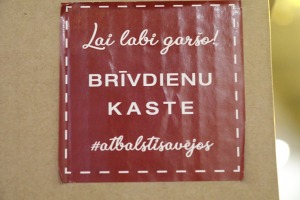 Lai labi garšo!
BRĪVDIENU
KASTE
#atbalstisavējos